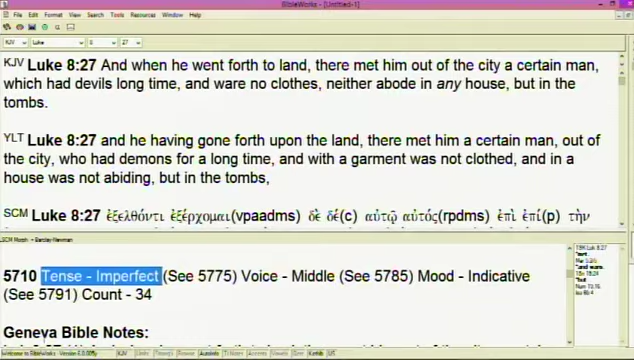 BibleWorks - [Untitled-1]
File Edit Format View Search Tools Resources Window Help
KJV Luke 8 27
KJV Luke 8:27 And when he went forth to land, there met him out of the city a certain man,
which had devils long time, and ware no clothes, neither abode in any house, but in the
tombs.
YLT Luke 8:27 and he having gone forth upon the land, there met him a certain man, out of
the city, who had demons for a long time, and with a garment was not clothed, and in a
house was not abiding, but in the tombs,
SCM Luke 8:27 ἐξελθόντι ἐξέρχομαι(vpaadms) δὲ δέ(c) αὐτῷ αὐτός(rpdms) ἐπὶ ἐπί(p) τὴν
5710 Tense - Imperfect (See 5775) Voice - Middle (See 5785) Mood - Indicative
(See 5791) Count - 34
Geneva Bible Notes: